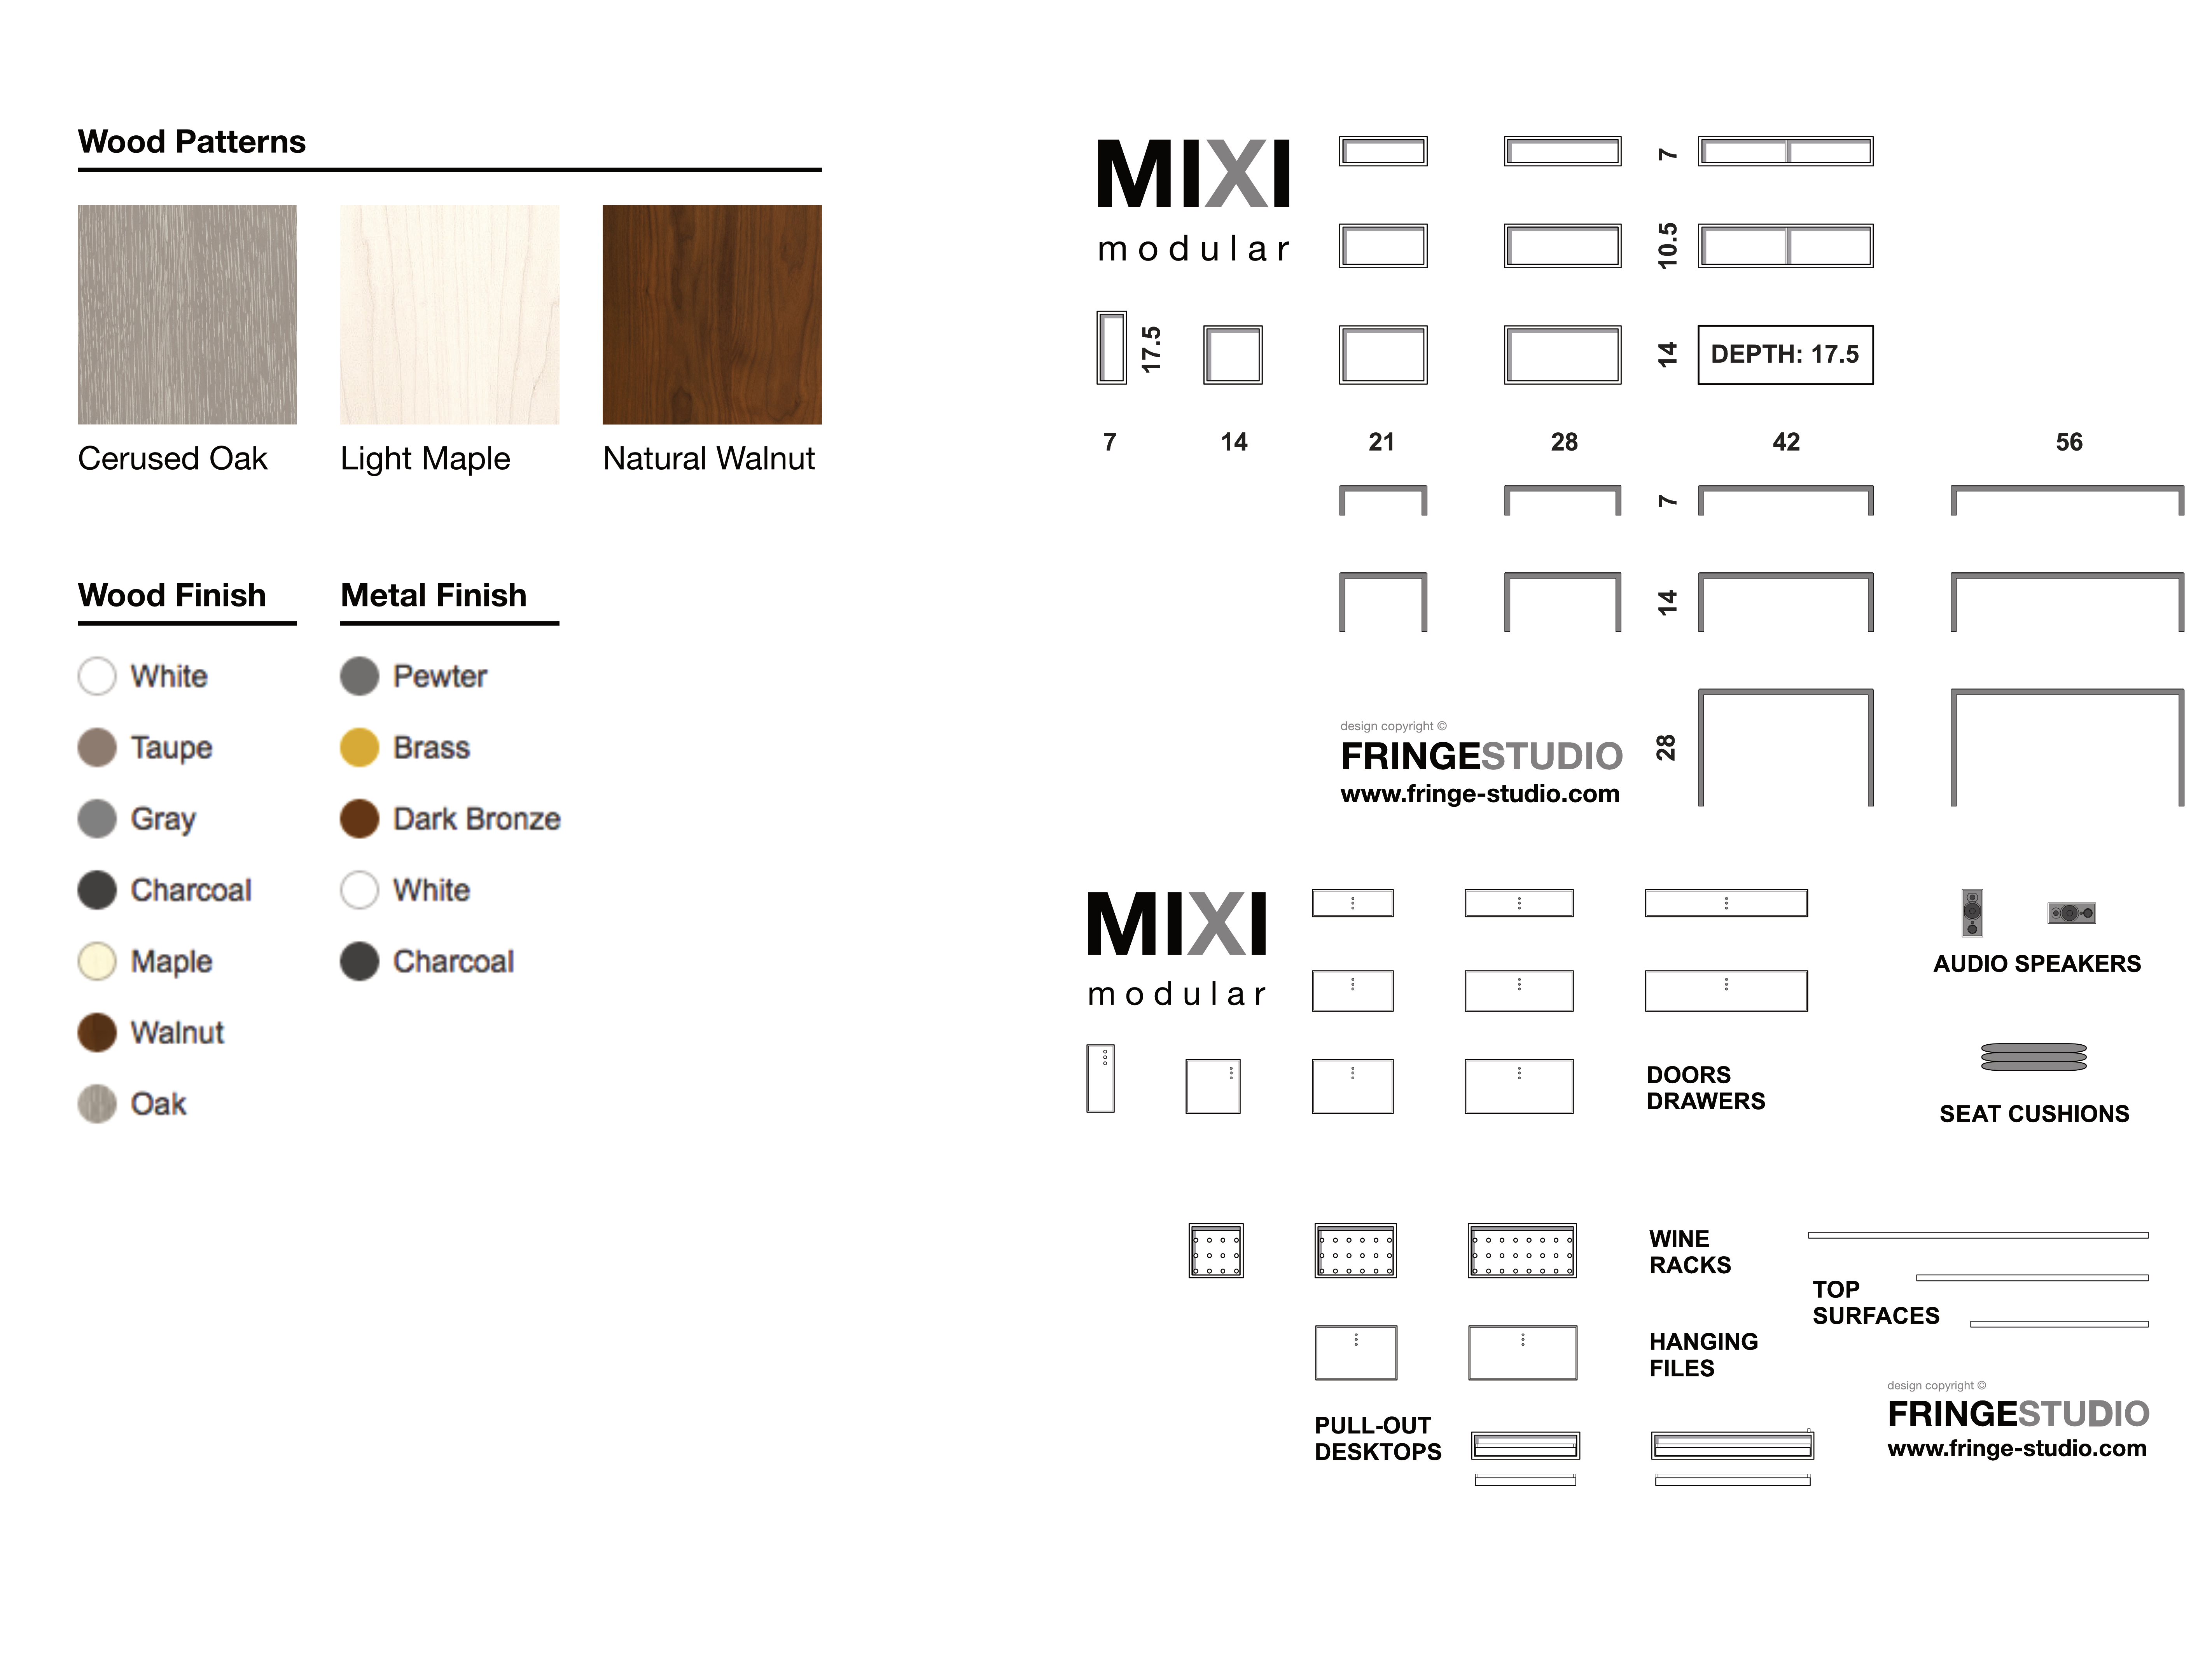 Wood Patterns
Cerused Oak
Light Maple
Natural Walnut
Wood Finish
White
Taupe
Gray
Charcoal
Maple
Walnut
Oak
Metal Finish
Pewter
Brass
Dark Bronze
White
Charcoal
MIXI
modular
7
10.5
17.5
14
DEPTH: 17.5
7
14
21
28
42
56
7
14
28
design copyright ©
FRINGESTUDIO
www.fringe-studio.com
MIXI
modular
AUDIO SPEAKERS
DOORS
DRAWERS
SEAT CUSHIONS
WINE
RACKS
TOP
SURFACES
HANGING
FILES
PULL-OUT
DESKTOPS
design copyright ©
FRINGESTUDIO
www.fringe-studio.com